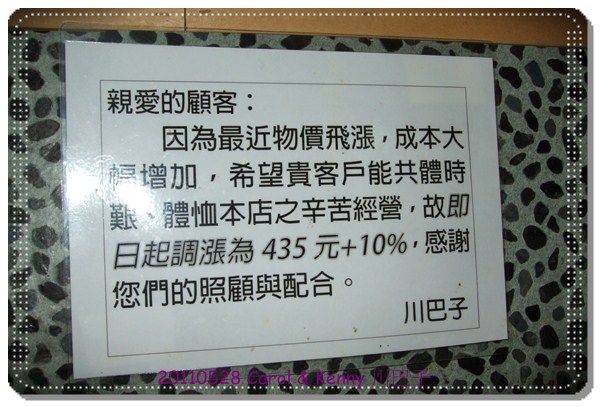 親愛的顧客：
因為最近物價飛漲，成本大
幅增加，希望貴客戶能共體時
艱、體恤本店之辛苦經營，故即
日起調漲為 435 元+10%，感謝
您們的照顧與配合。
川巴子
20110528 Carol & Kenny 川巴子